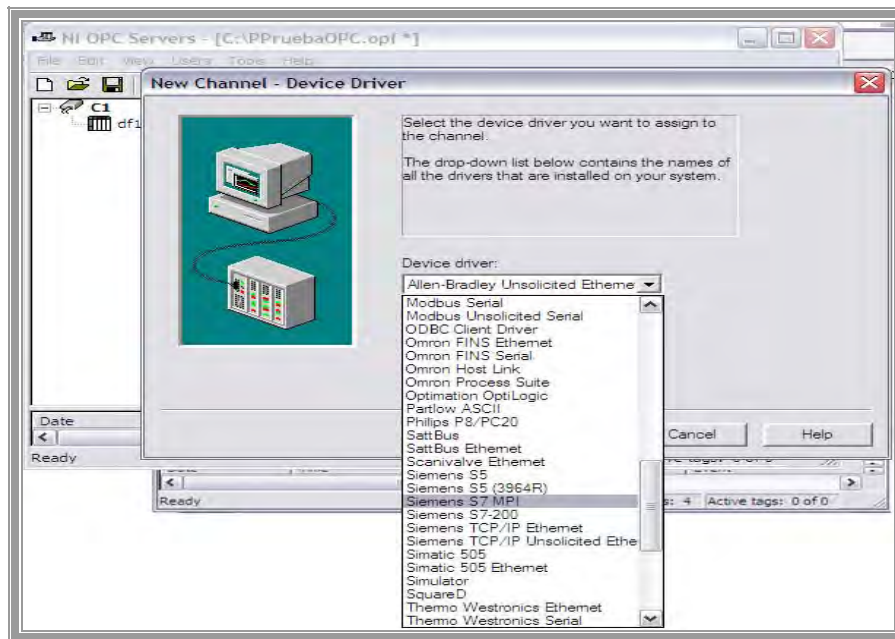 NI OPC Servers - [C:\PPruebaOPC.opf *]
File Edit View Users Tools Help
New Channel - Device Driver
C1
df1
Select the device driver you want to assign to
the channel.
The drop-down list below contains the names of
all the drivers that are installed on your system.
Device driver:
Allen-Bradley Unsolicited Etherne
Modbus Serial
Modbus Unsolicited Serial
ODBC Client Driver
Omron FINS Ethernet
Omron FINS Serial
Omron Host Link
Omron Process Suite
Optimation OptiLogic
Partlow ASCII
Philips P8/PC20
SattBus
SattBus Ethernet
Scanivalve Ethernet
Siemens S5
Siemens S5 (3964R)
Siemens S7 MPI
Siemens S7-200
Siemens TCP/IP Ethernet
Siemens TCP/IP Unsolicited Ethe
Simatic 505
Simatic 505 Ethernet
Simulator
SquareD
Thermo Westronics Ethernet
Thermo Westronics Serial
Cancel
Help
Date
Ready
Date Time Event
Ready
s: 4 Active tags: 0 of 0